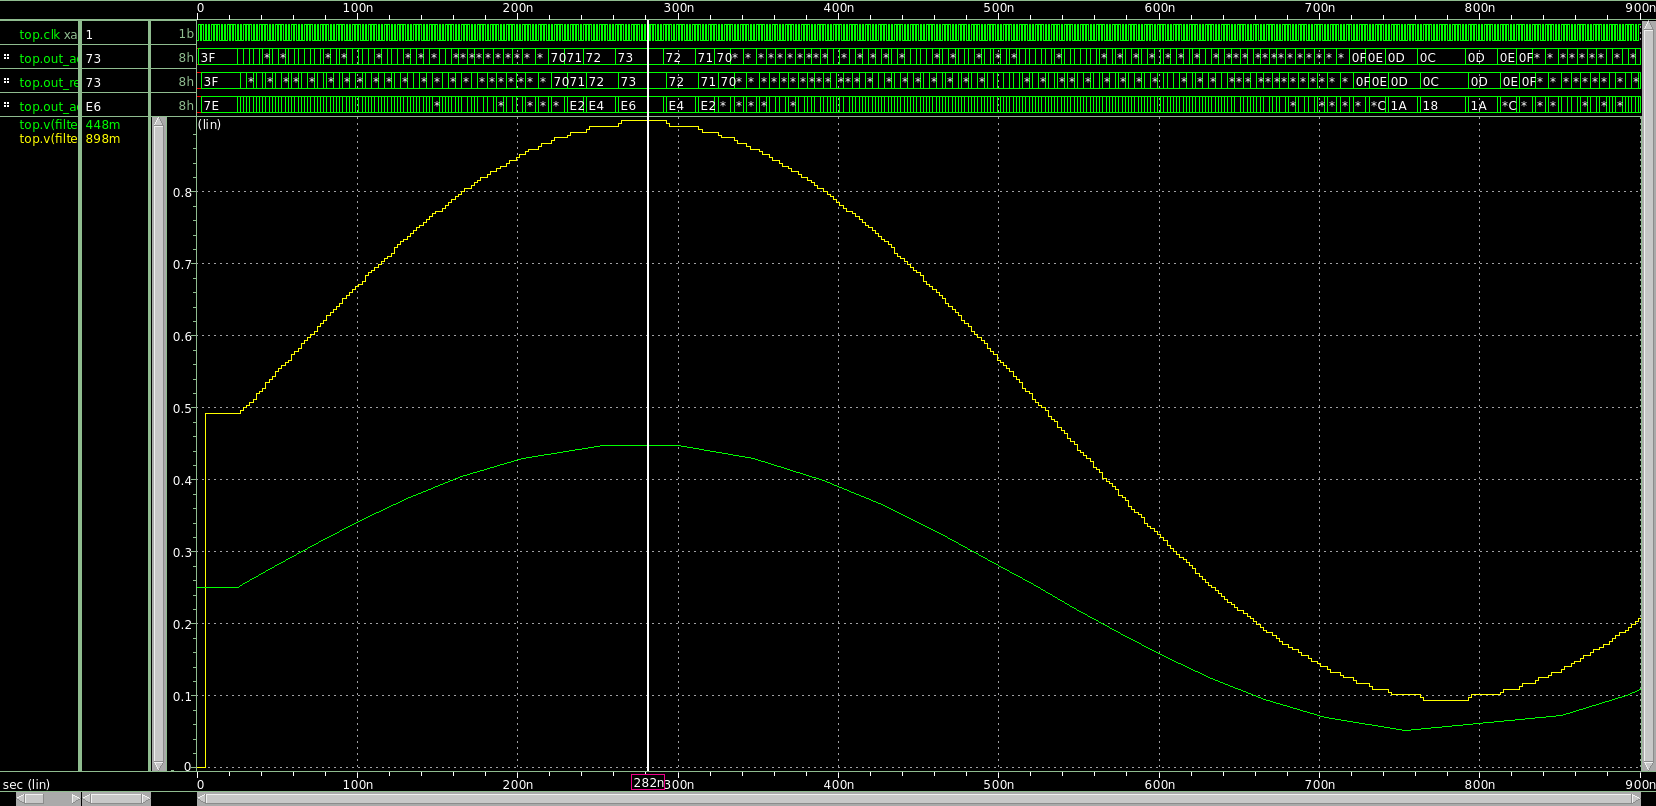 0 100n 200n 300n 400n 500n 600n 700n 800n 900n
top.clk xa 1 1b
top.out_a 73 8h 3F * * * * * * * * * * * * * * * * 7071 72 73 72 71 70 * * * * * * * * * 0F 0E 0D 0C 0D 0E 0F * * * *
top.out_re 73 8h 3F * * * * * * * * * * * * * * * * 7071 72 73 72 71 70 * * * * * * * * * 0F 0E 0D 0C 0D 0E 0F * * * *
top.out_a E6 8h 7E * * * * * E2 E4 E6 E4 E2 * * * * * * * * * * *C 1A 18 1A *C * * * * * *
top.v(filte 448m (lin)
top.v(filte 898m
0.8
0.7
0.6
0.5
0.4
0.3
0.2
0.1
0
sec (lin) 0 100n 200n 282n 300n 400n 500n 600n 700n 800n 900n